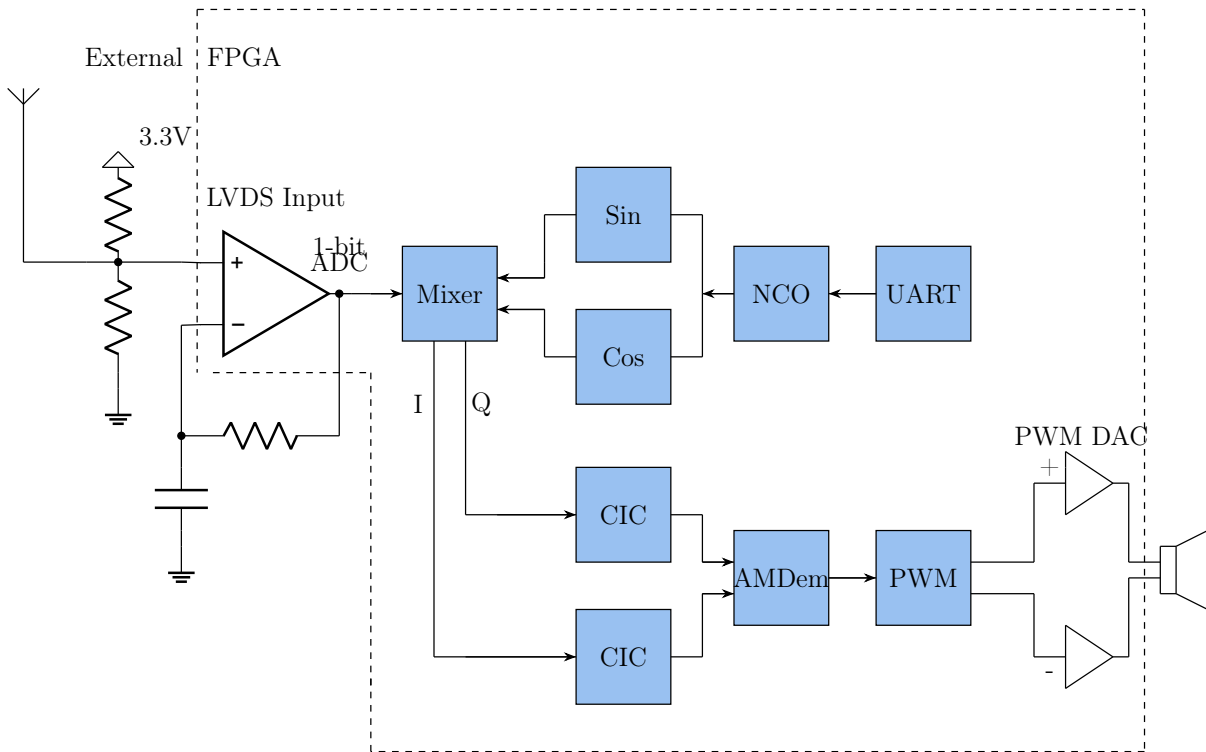 External
FPGA
3.3V
LVDS Input
1-bit
ADC
+
−
Mixer
Sin
Cos
NCO
UART
I
Q
PWM DAC
+
CIC
AMDem
PWM
CIC
-